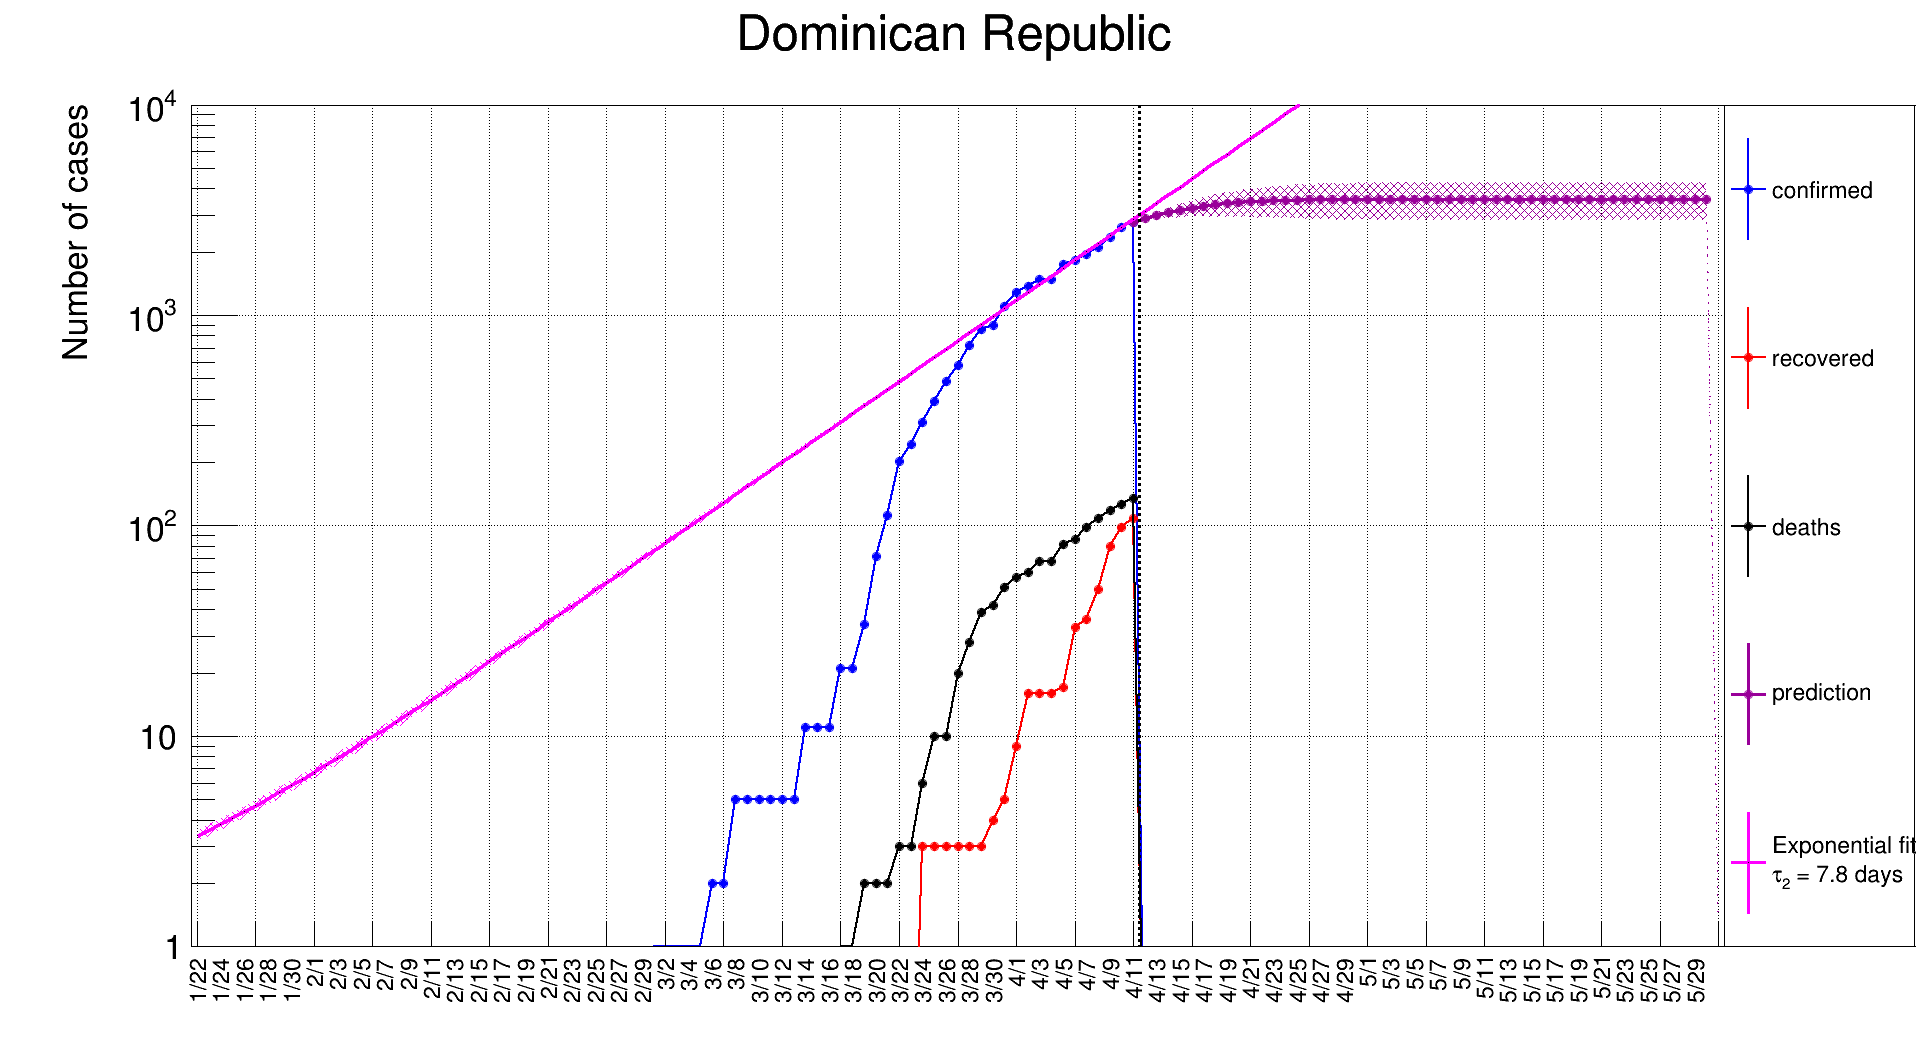 Dominican Republic
Number of cases
10⁴
10³
10²
10
1
1/22 1/24 1/26 1/28 1/30 2/1 2/3 2/5 2/7 2/9 2/11 2/13 2/15 2/17 2/19 2/21 2/23 2/25 2/27 2/29 3/2 3/4 3/6 3/8 3/10 3/12 3/14 3/16 3/18 3/20 3/22 3/24 3/26 3/28 3/30 4/1 4/3 4/5 4/7 4/9 4/11 4/13 4/15 4/17 4/19 4/21 4/23 4/25 4/27 4/29 5/1 5/3 5/5 5/7 5/9 5/11 5/13 5/15 5/17 5/19 5/21 5/23 5/25 5/27 5/29
confirmed
recovered
deaths
prediction
Exponential fit
τ₂ = 7.8 days